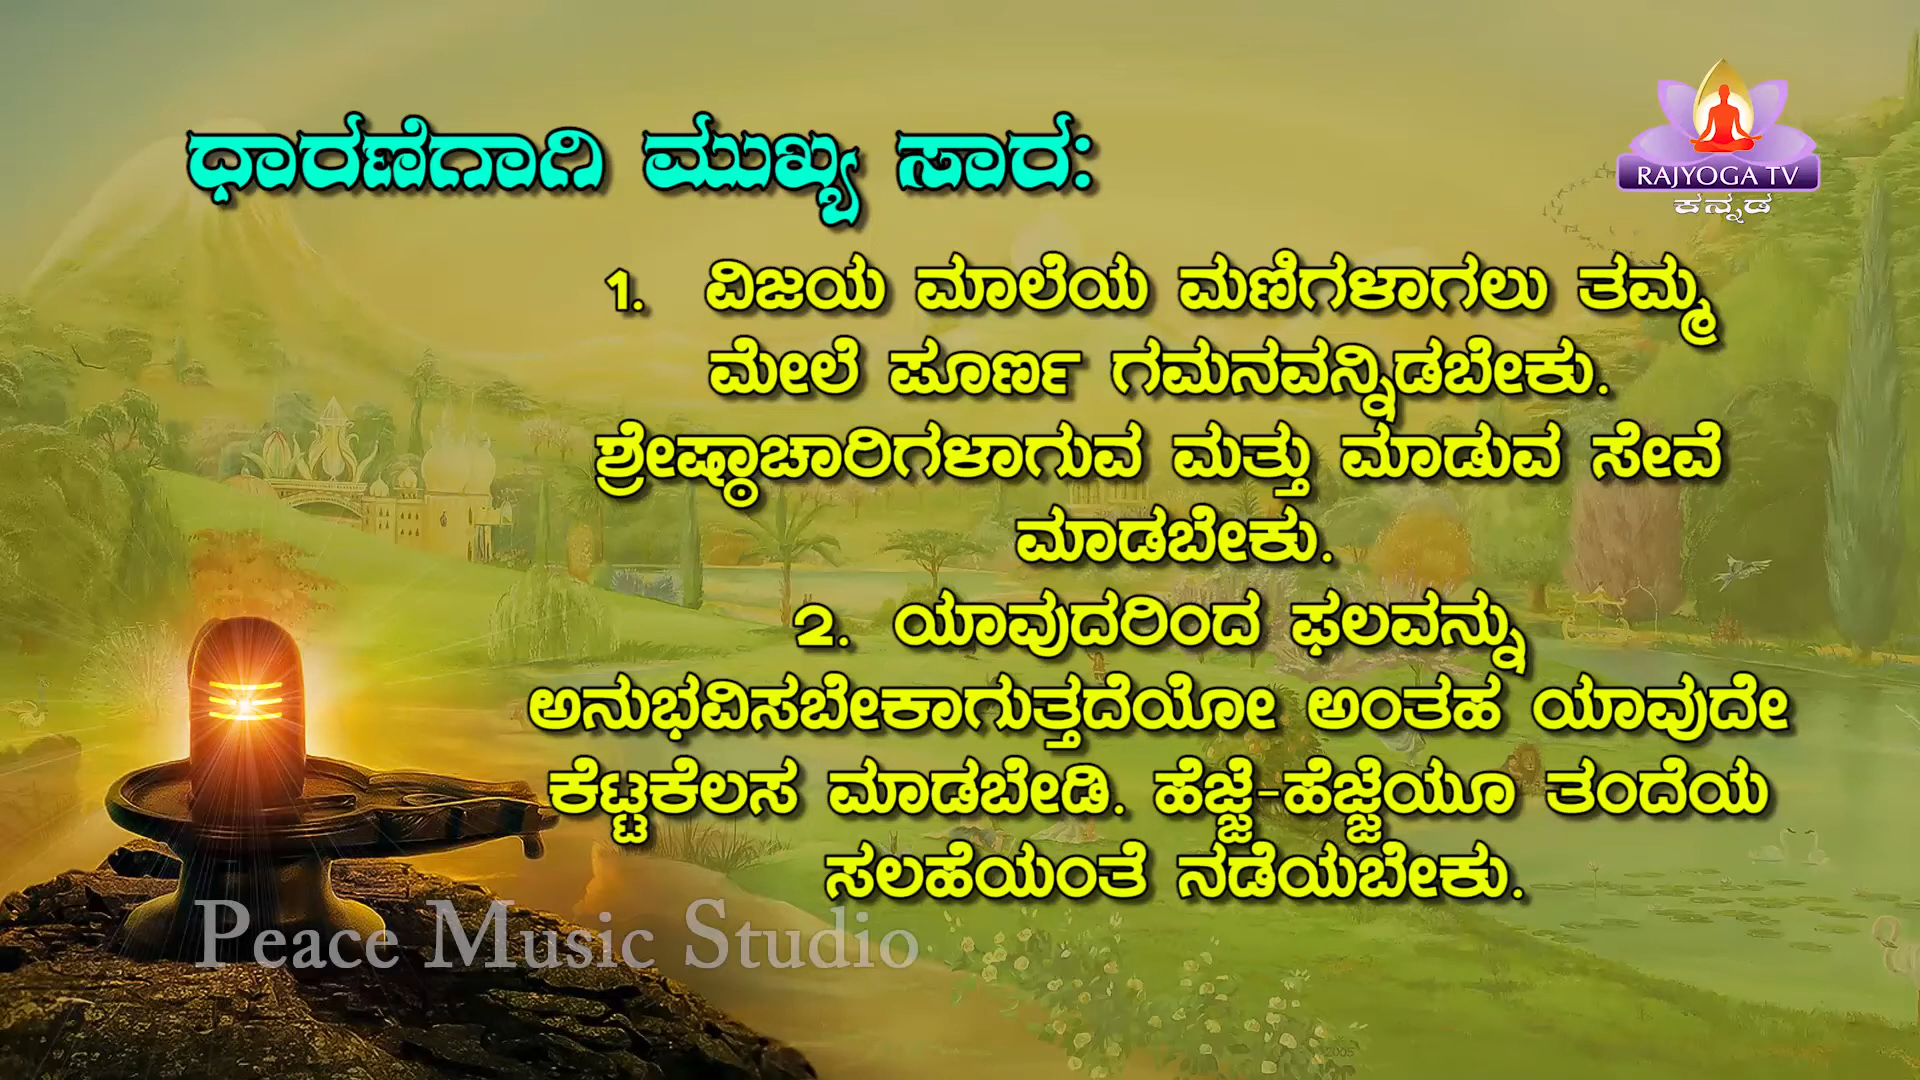 ಧಾರಣೆಗಾಗಿ ಮುಖ್ಯ ಸಾರ:
RAJYOGA TV
ಕನ್ನಡ
1. ವಿಜಯ ಮಾಲೆಯ ಮಣಿಗಳಾಗಲು ತಮ್ಮ
ಮೇಲೆ ಪೂರ್ಣ ಗಮನವನ್ನಿಡಬೇಕು.
ಶ್ರೇಷ್ಠಾಚಾರಿಗಳಾಗುವ ಮತ್ತು ಮಾಡುವ ಸೇವೆ
ಮಾಡಬೇಕು.
2. ಯಾವುದರಿಂದ ಫಲವನ್ನು
ಅನುಭವಿಸಬೇಕಾಗುತ್ತದೆಯೋ ಅಂತಹ ಯಾವುದೇ
ಕೆಟ್ಟಕೆಲಸ ಮಾಡಬೇಡಿ. ಹೆಜ್ಜೆ-ಹೆಜ್ಜೆಯೂ ತಂದೆಯ
ಸಲಹೆಯಂತೆ ನಡೆಯಬೇಕು.
Peace Music Studio
2005